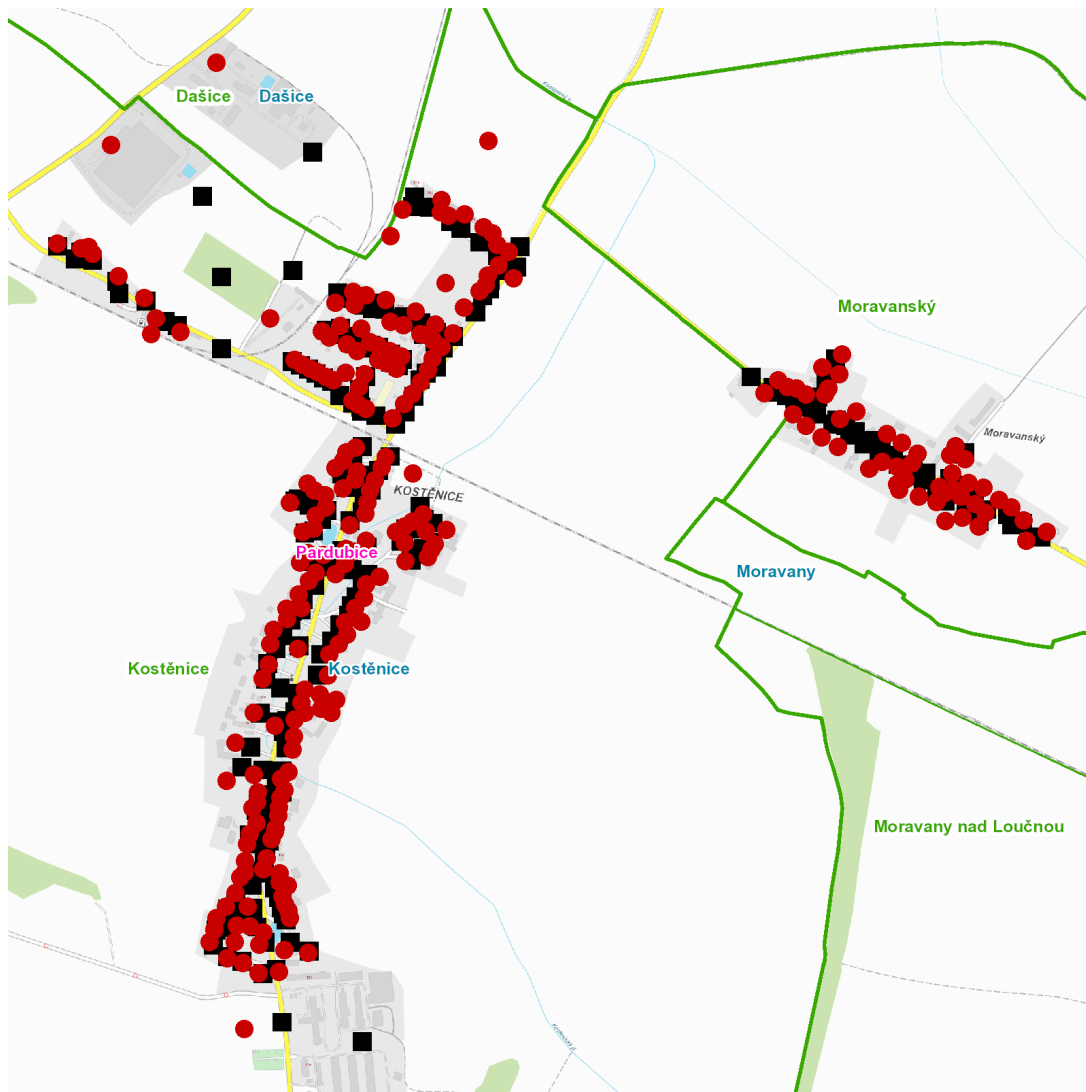 Dašice Dašice
Moravanský
Moravanský
KOSTĚNICE
Pardubice
Moravany
Kostěnice Kostěnice
Moravany nad Loučnou